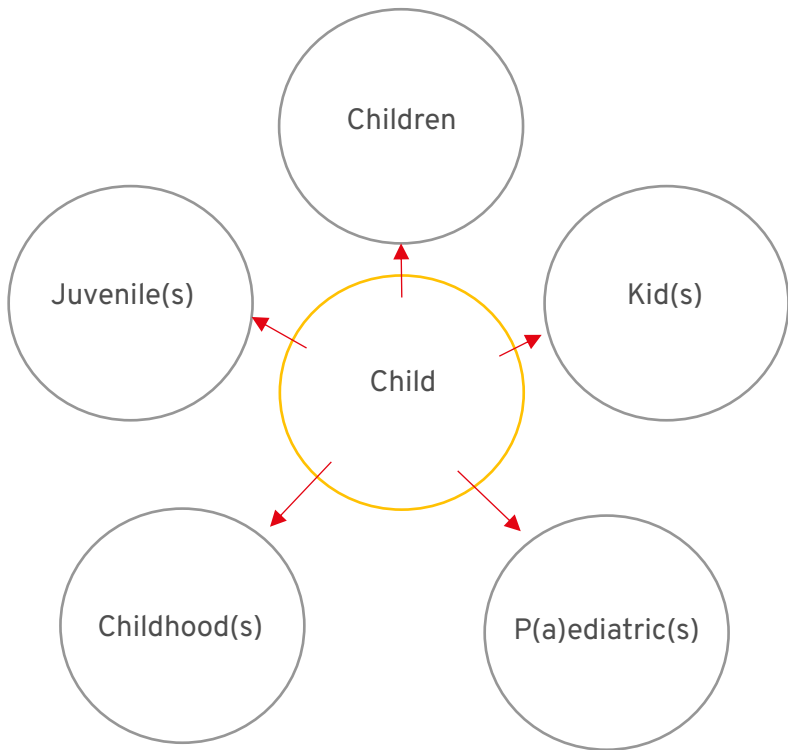 Children
Juvenile(s)
Kid(s)
Child
Childhood(s)
P(a)ediatric(s)